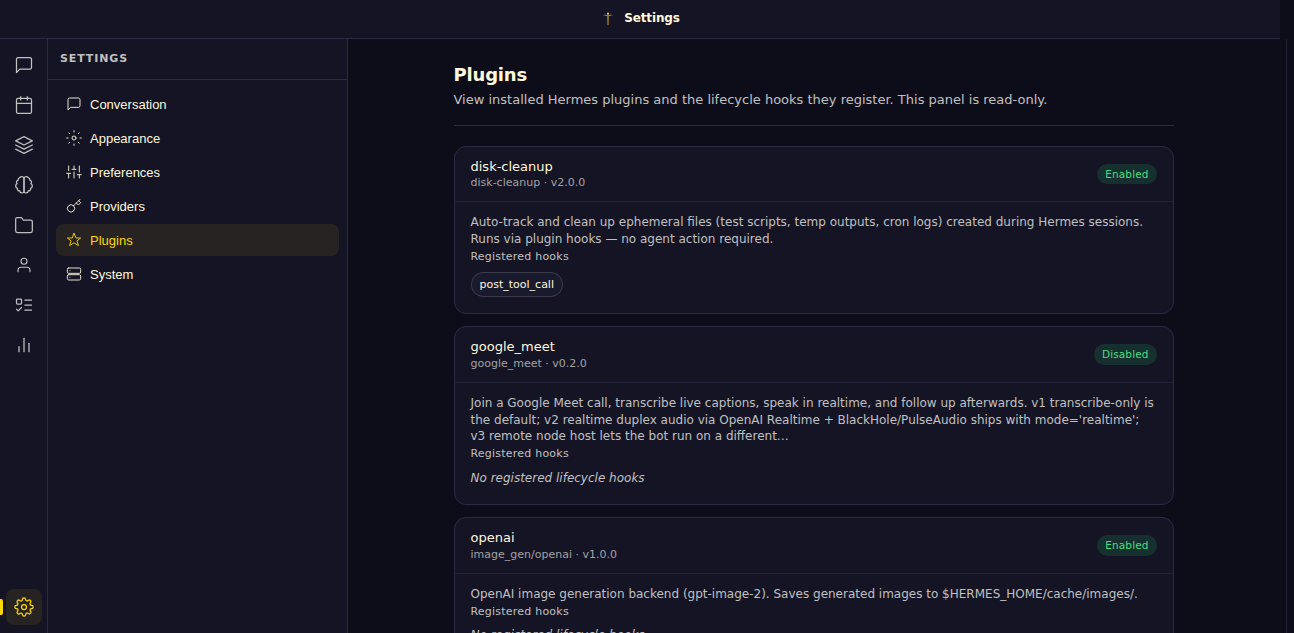 Settings
SETTINGS
Conversation
Appearance
Preferences
Providers
Plugins
System
Plugins
View installed Hermes plugins and the lifecycle hooks they register. This panel is read-only.
disk-cleanup
disk-cleanup · v2.0.0
Enabled
Auto-track and clean up ephemeral files (test scripts, temp outputs, cron logs) created during Hermes sessions.
Runs via plugin hooks — no agent action required.
Registered hooks
post_tool_call
google_meet
google_meet · v0.2.0
Disabled
Join a Google Meet call, transcribe live captions, speak in realtime, and follow up afterwards. v1 transcribe-only is
the default; v2 realtime duplex audio via OpenAI Realtime + BlackHole/PulseAudio ships with mode='realtime';
v3 remote node host lets the bot run on a different...
Registered hooks
No registered lifecycle hooks
openai
image_gen/openai · v1.0.0
Enabled
OpenAI image generation backend (gpt-image-2). Saves generated images to $HERMES_HOME/cache/images/.
Registered hooks
No registered lifecycle hooks